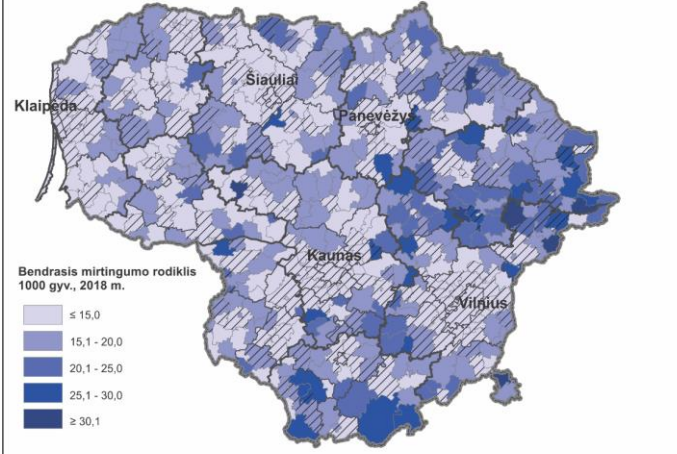 Šiauliai
Klaipėda
Panevėžys
Kaunas
Vilnius
Bendrasis mirtingumo rodiklis
1000 gyv., 2018 m.
≤ 15,0
15,1 - 20,0
20,1 - 25,0
25,1 - 30,0
≥ 30,1